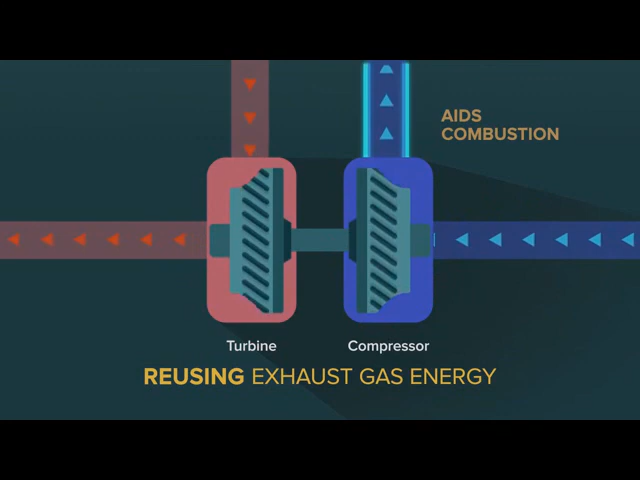 AIDS
COMBUSTION
Turbine Compressor
REUSING EXHAUST GAS ENERGY